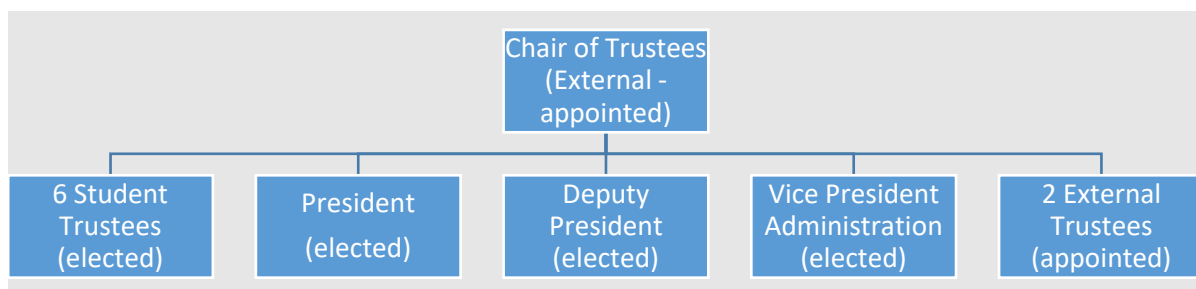 Chair of Trustees
(External -
appointed)
6 Student
Trustees
(elected)
President
(elected)
Deputy
President
(elected)
Vice President
Administration
(elected)
2 External
Trustees
(appointed)